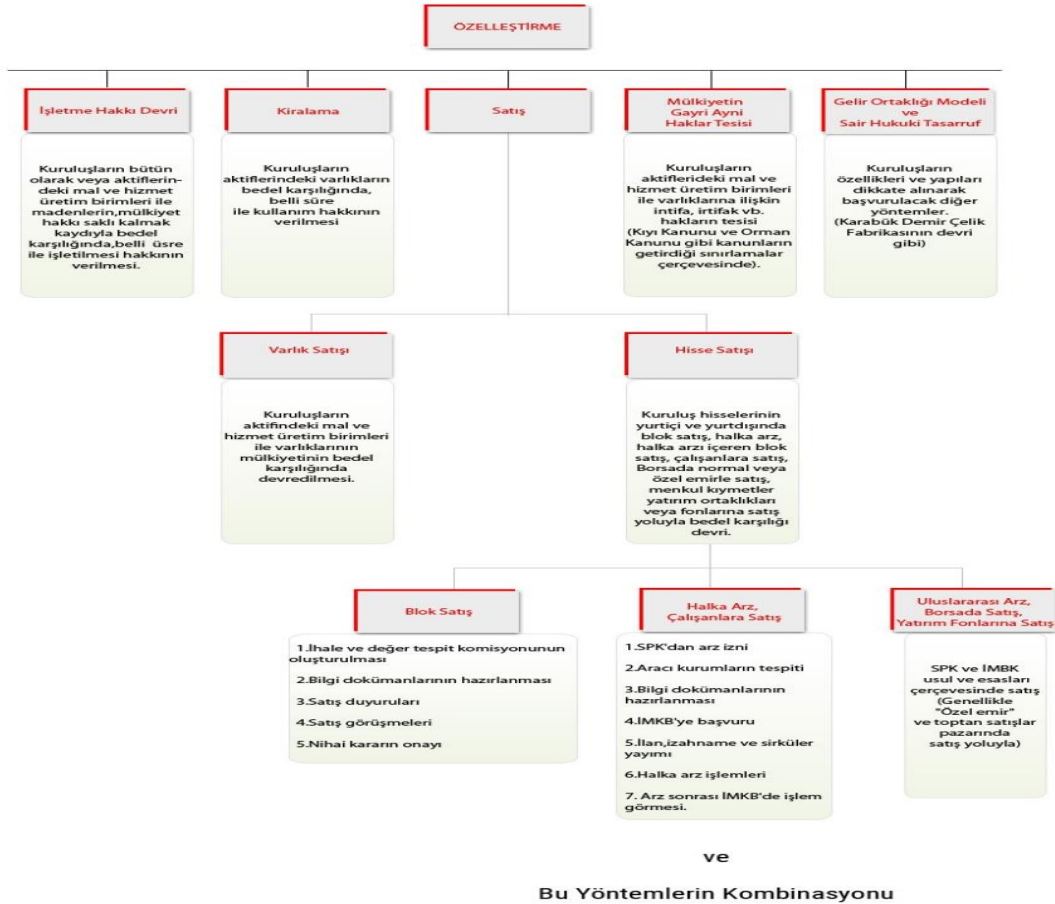 ÖZELLEŞTİRME
İşletme Hakkı Devri
Kuruluşların bütün
olarak veya aktiflerin-
deki mal ve hizmet
üretim birimleri ile
madenlerin,mülkiyet
hakkı saklı kalmak
kaydıyla bedel
karşılığında,belli üsre
ile işletilmesi hakkının
verilmesi.
Kiralama
Kuruluşların
aktiflerindeki varlıkların
bedel karşılığında,
belli süre
ile kullanım hakkının
verilmesi
Satış
Mülkiyetin
Gayri Ayni
Haklar Tesisi
Kuruluşların
aktiflerideki mal ve
hizmet üretim birimleri
ile varlıklarına ilişkin
intifa, irtifak vb.
hakların tesisi
(Kıyı Kanunu ve Orman
Kanunu gibi kanunların
getirdiği sınırlamalar
çerçevesinde).
Gelir Ortaklığı Modeli
ve
Sair Hukuki Tasarruf
Kuruluşların
özellikleri ve yapıları
dikkate alınarak
başvurulacak diğer
yöntemler.
(Karabük Demir Çelik
Fabrikasının devri
gibi)
Varlık Satışı
Kuruluşların
aktifindeki mal ve
hizmet üretim birimleri
ile varlıklarının
mülkiyetinin bedel
karşılığında
devredilmesi.
Hisse Satışı
Kuruluş hisselerinin
yurtiçi ve yurtdışında
blok satış, halka arz,
halka arzı içeren blok
satış, çalışanlara satış,
Borsada normal veya
özel emirle satış,
menkul kıymetler
yatırım ortaklıkları
veya fonlarına satış
yoluyla bedel karşılığı
devri.
Blok Satış
1.İhale ve değer tespit komisyonunun
oluşturulması
2.Bilgi dokümanlarının hazırlanması
3.Satış duyuruları
4.Satış görüşmeleri
5.Nihai kararın onayı
Halka Arz,
Çalışanlara Satış
1.SPK'dan arz izni
2.Aracı kurumların tespiti
3.Bilgi dokümanlarının
hazırlanması
4.İMKB'ye başvuru
5.İlan,izahname ve sirküler
yayımı
6.Halka arz işlemleri
7. Arz sonrası İMKB'de işlem
görmesi.
Uluslararası Arz,
Borsada Satış,
Yatırım Fonlarına Satış
SPK ve İMBK
usul ve esasları
çerçevesinde satış
(Genellikle
"Özel emir"
ve toptan satışlar
pazarında
satış yoluyla)
ve
Bu Yöntemlerin Kombinasyonu